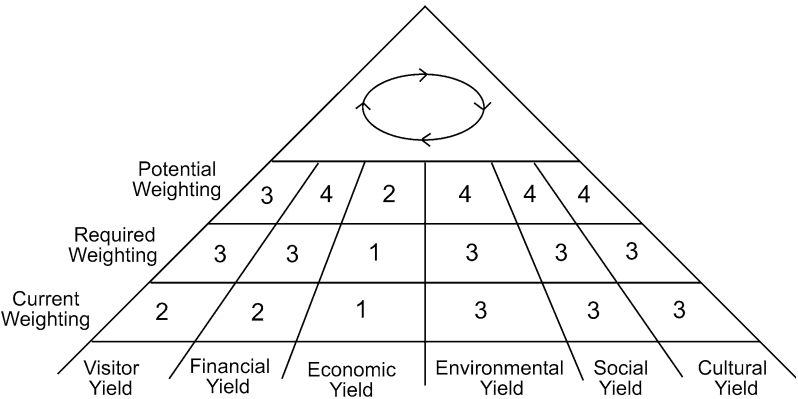 Potential
Weighting
3 4 2 4 4 4
Required
Weighting
3 3 1 3 3 3
Current
Weighting
2 2 1 3 3 3
Visitor
Yield
Financial
Yield
Economic
Yield
Environmental
Yield
Social
Yield
Cultural
Yield